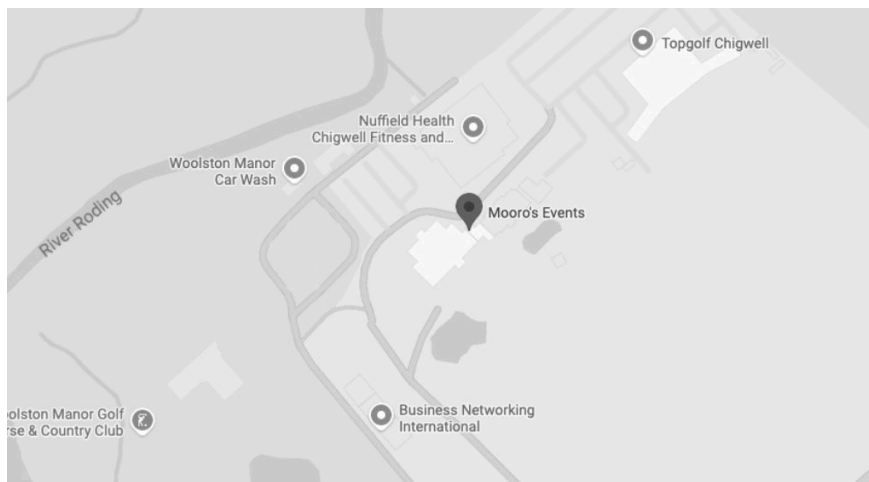 Topgolf Chigwell
Nuffield Health
Chigwell Fitness and...
Woolston Manor
Car Wash
River Roding
Mooro's Events
Business Networking
International
oolston Manor Golf
rse & Country Club